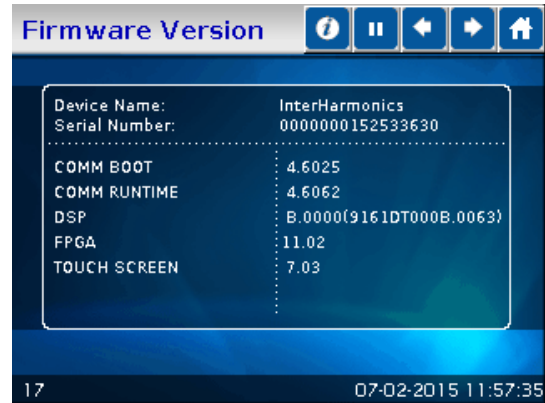 Firmware Version
Device Name: InterHarmonics
Serial Number: 0000000152533630
COMM BOOT 4.6025
COMM RUNTIME 4.6062
DSP B.0000(9161DT000B.0063)
FPGA 11.02
TOUCH SCREEN 7.03
17 07-02-2015 11:57:35